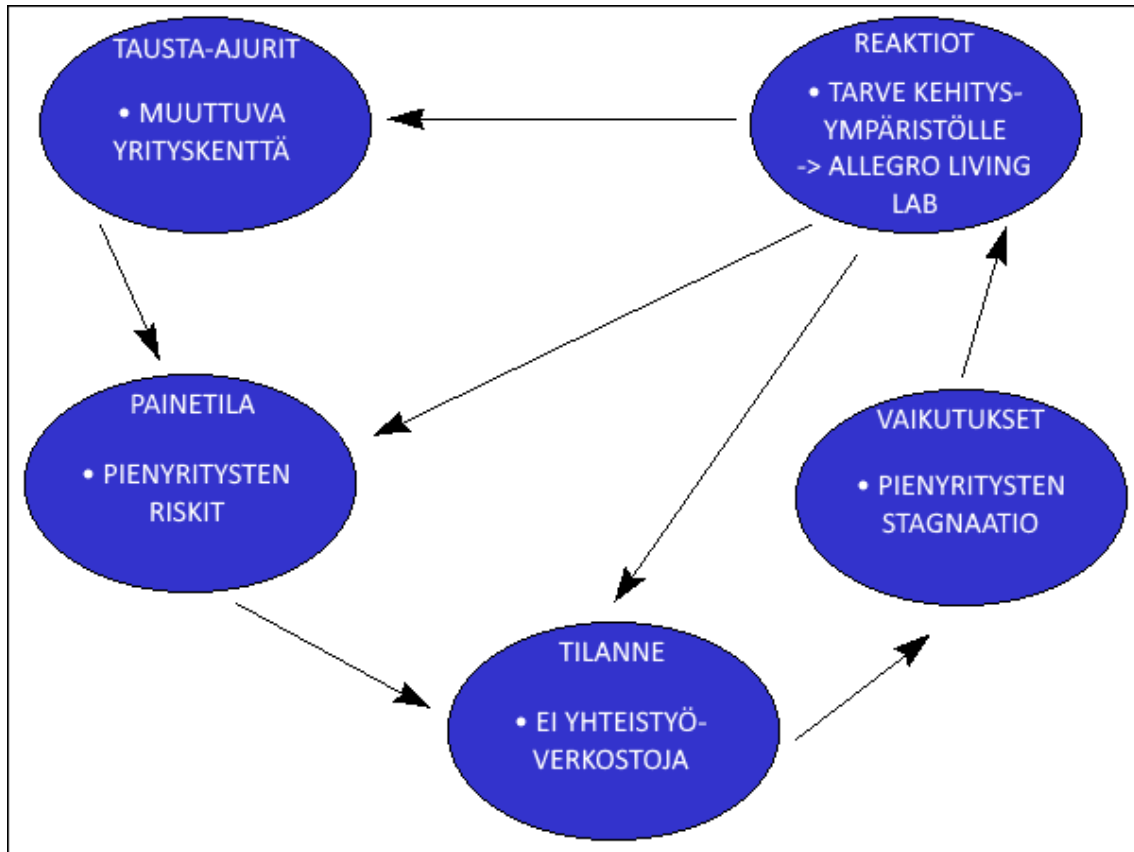 TAUSTA-AJURIT
• MUUTTUVA
YRITYSKENTTÄ
REAKTIOT
• TARVE KEHITYS-
YMPÄRISTÖLLE
-> ALLEGRO LIVING
LAB
PAINETILA
• PIENYRITYSTEN
RISKIT
VAIKUTUKSET
• PIENYRITYSTEN
STAGNAATIO
TILANNE
• EI YHTEISTYÖ-
VERKOSTOJA